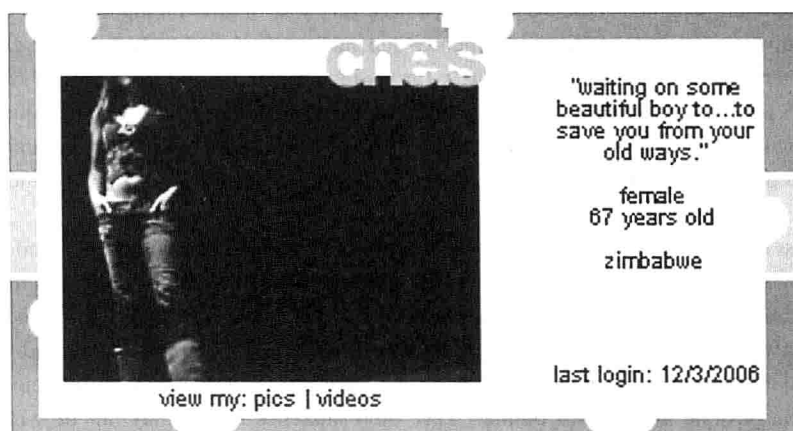 chels
"waiting on some
beautiful boy to...to
save you from your
old ways."
female
67 years old
zimbabwe
last login: 12/3/2006
view my: pics | videos